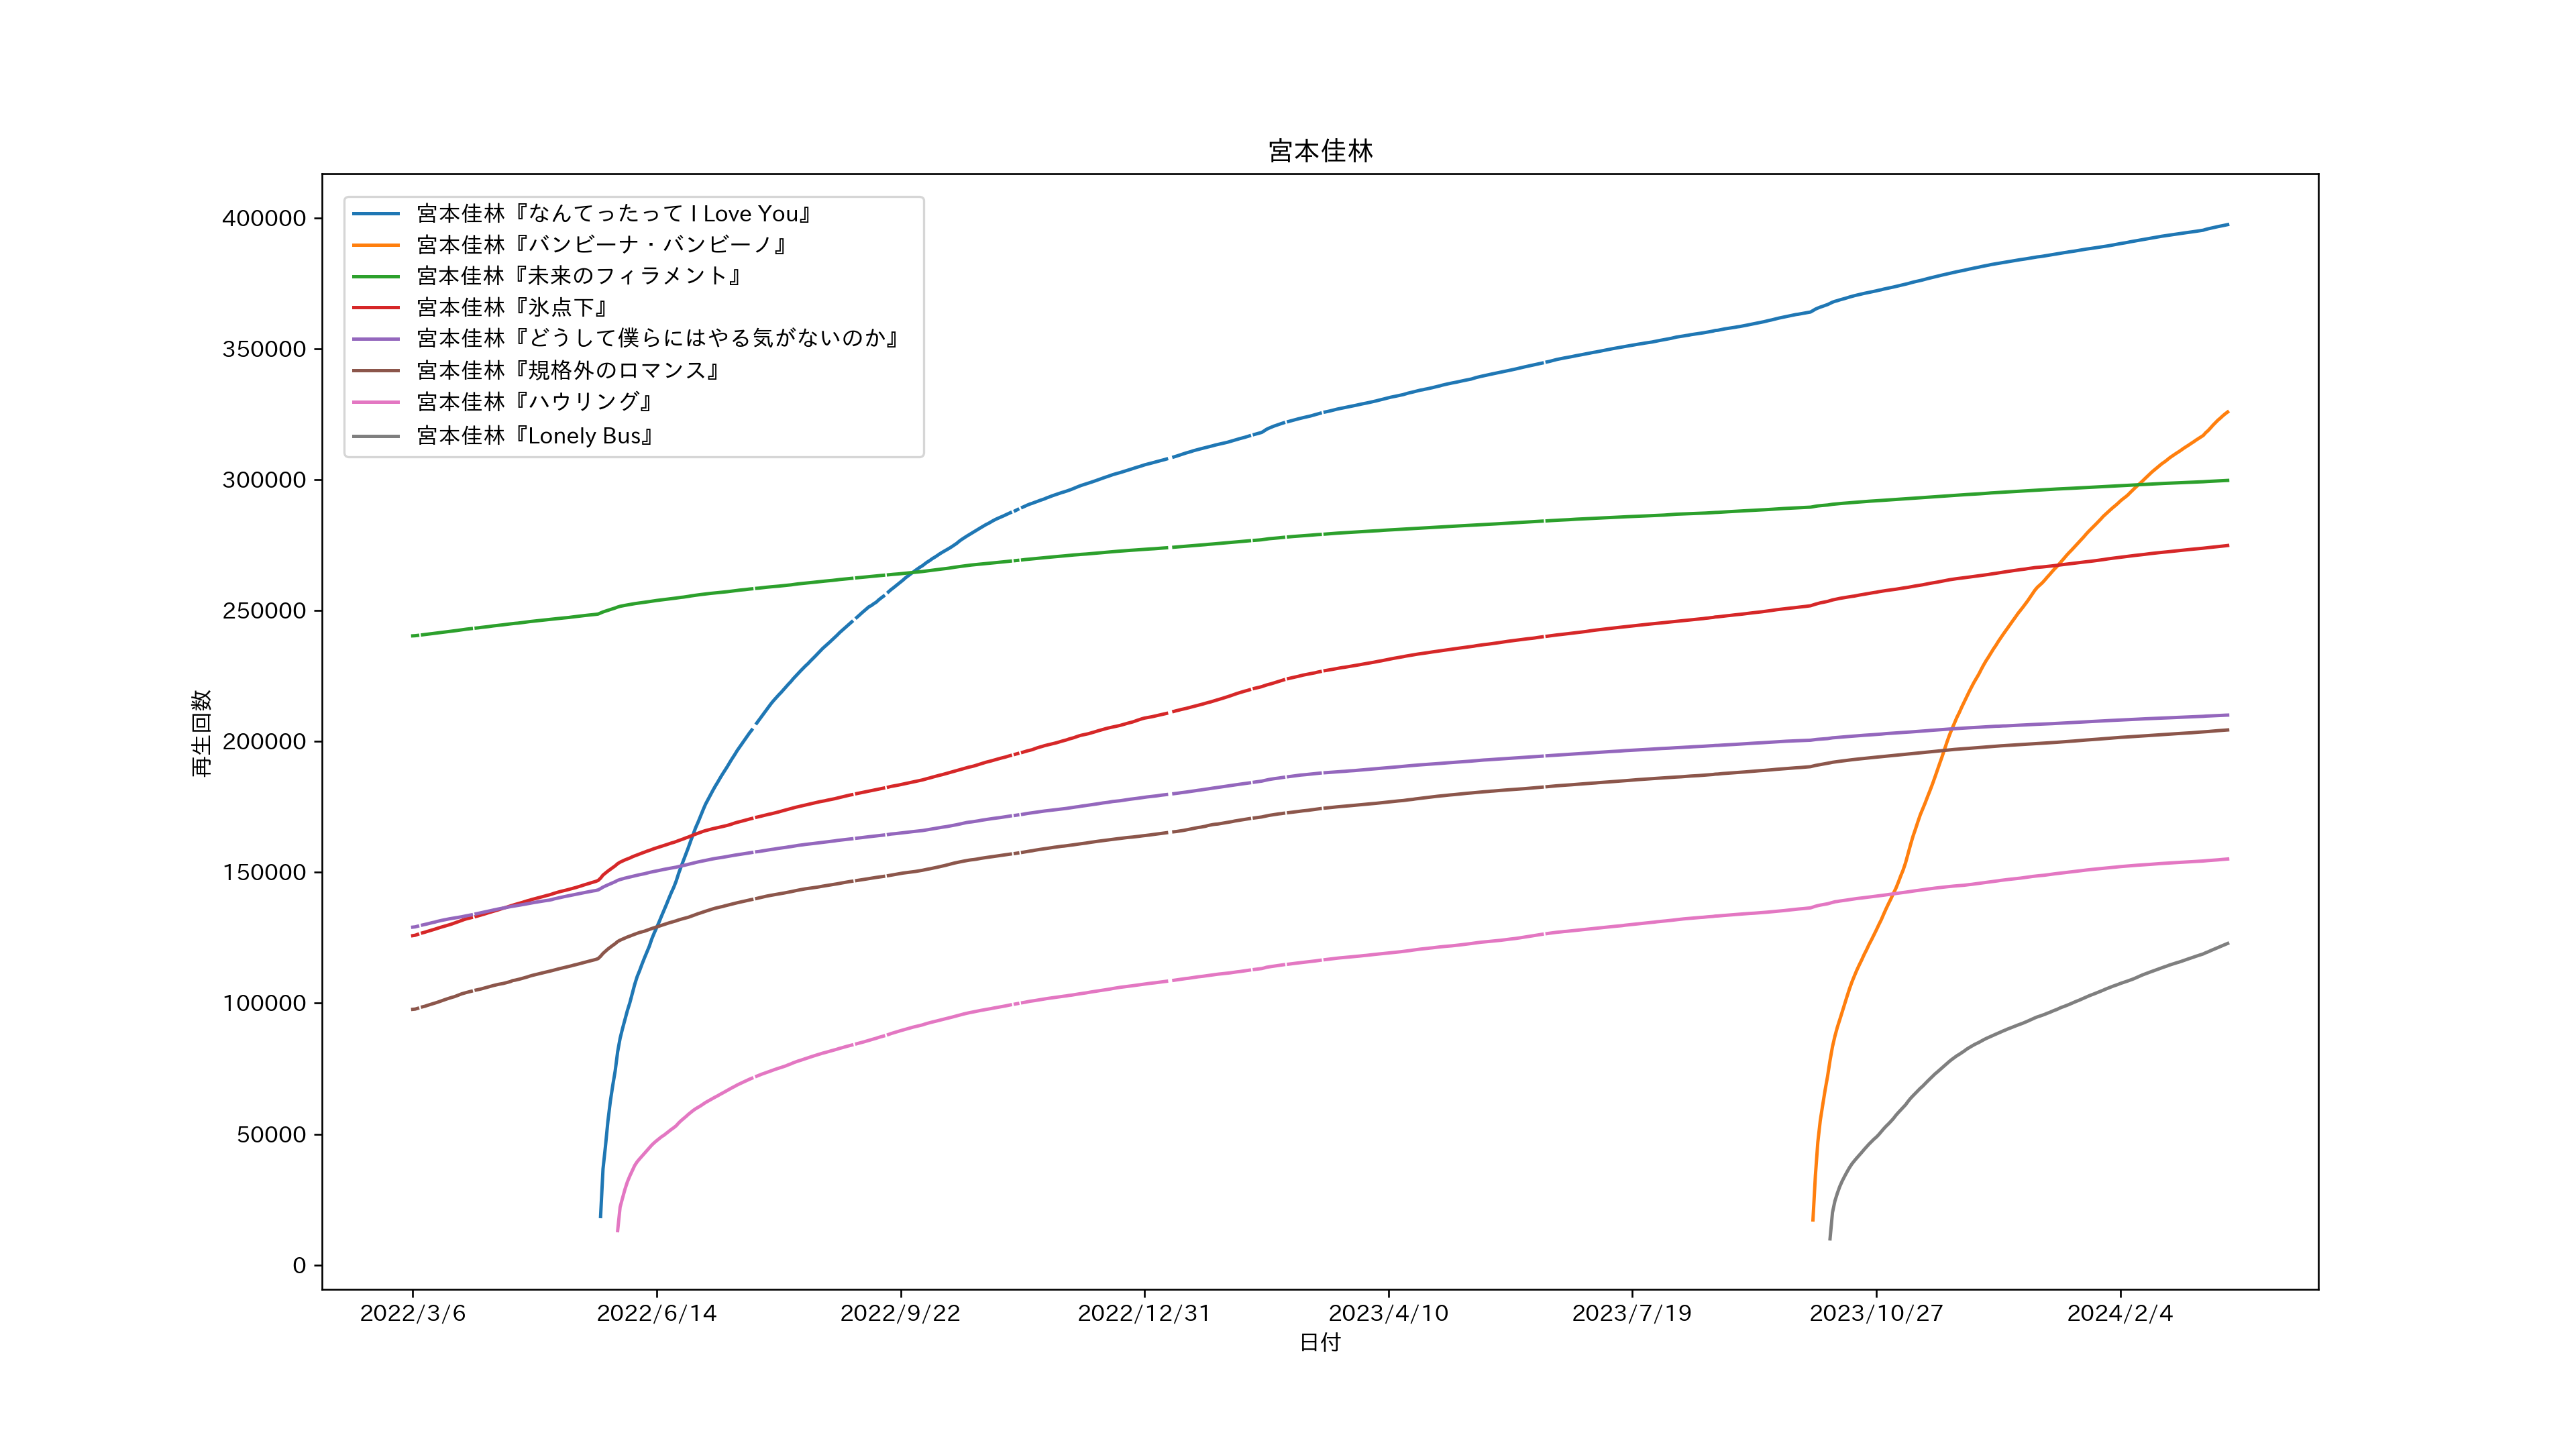 宮本佳林
宮本佳林『なんてったって I Love You』
宮本佳林『バンビーナ・バンビーノ』
宮本佳林『未来のフィラメント』
宮本佳林『氷点下』
宮本佳林『どうして僕らにはやる気がないのか』
宮本佳林『規格外のロマンス』
宮本佳林『ハウリング』
宮本佳林『Lonely Bus』
400000
350000
300000
250000
200000
150000
100000
50000
0
再生回数
2022/3/6 2022/6/14 2022/9/22 2022/12/31 2023/4/10 2023/7/19 2023/10/27 2024/2/4
日付